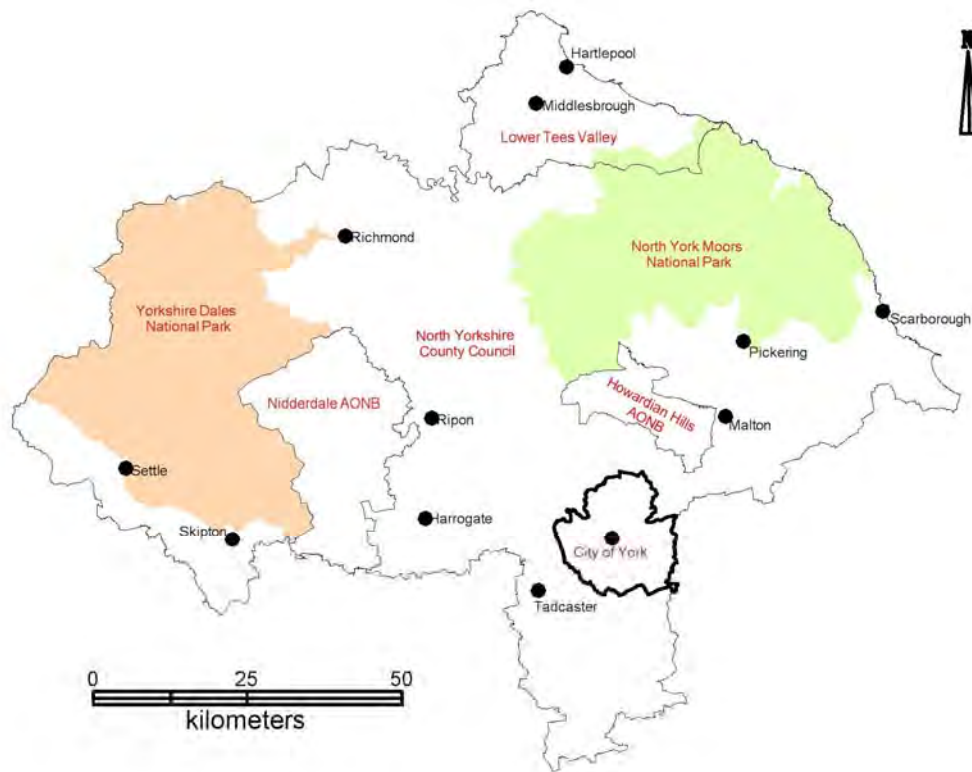 N
Hartlepool
Middlesbrough
Lower Tees Valley
Richmond
North York Moors
National Park
Yorkshire Dales
National Park
Scarborough
North Yorkshire
County Council
Pickering
Nidderdale AONB
Howardian Hills
AONB
Ripon
Malton
Settle
Harrogate
Skipton
City of York
Tadcaster
0 25 50
kilometers